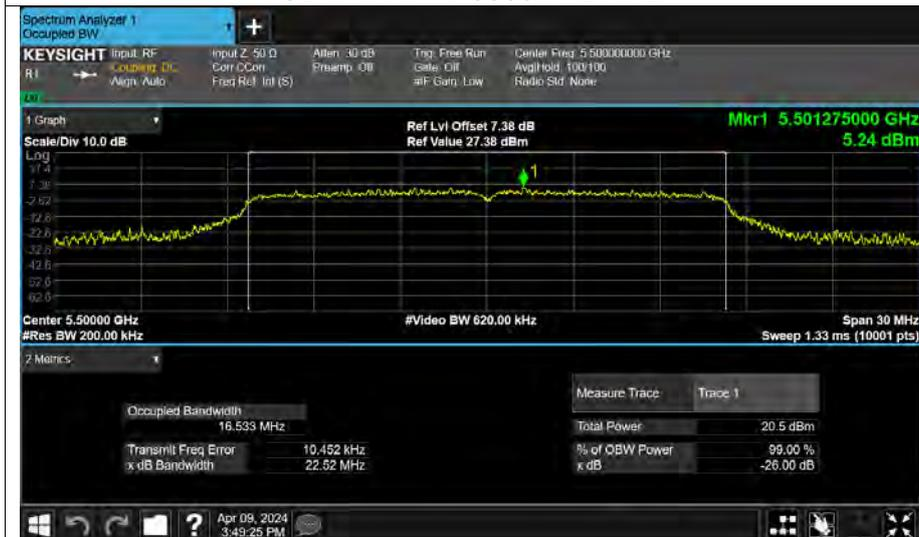 Spectrum Analyzer 1
Occupied BW
KEYSIGHT Input: RF
Coupling: DC
Align: Auto
Input Z: 50 Ω
Corr CCorr
Freq Ref: Int (S)
Atten: 30 dB
Preamp: Off
Trig: Free Run
Gate: Off
#IF Gain: Low
Center Freq: 5.500000000 GHz
Avg|Hold: 100/100
Radio Std: None
1 Graph
Scale/Div 10.0 dB
Ref Lvl Offset 7.38 dB
Ref Value 27.38 dBm
Mkr1 5.501275000 GHz
5.24 dBm
Log
17.4
7.38
-2.62
-12.6
-22.6
-32.6
-42.6
-52.6
-62.6
1
Center 5.50000 GHz
#Res BW 200.00 kHz
#Video BW 620.00 kHz
Span 30 MHz
Sweep 1.33 ms (10001 pts)
2 Metrics
Occupied Bandwidth
16.533 MHz
Transmit Freq Error 10.452 kHz
x dB Bandwidth 22.52 MHz
Measure Trace Trace 1
Total Power 20.5 dBm
% of OBW Power 99.00 %
x dB -26.00 dB
Apr 09, 2024
3:49:25 PM